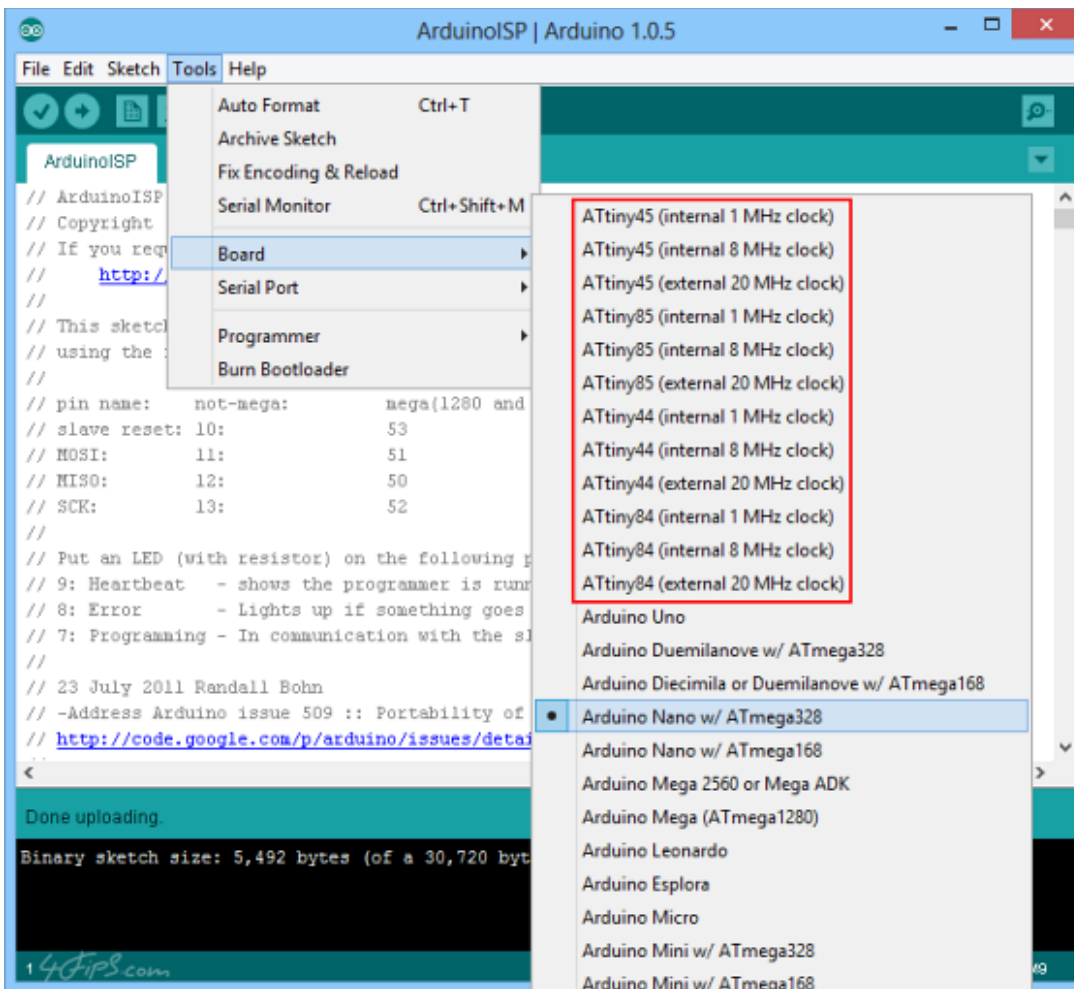 ArduinoISP | Arduino 1.0.5
File Edit Sketch Tools Help
Auto Format Ctrl+T
Archive Sketch
Fix Encoding & Reload
Serial Monitor Ctrl+Shift+M
Board
Serial Port
Programmer
Burn Bootloader
ArduinoISP
// ArduinoISP
// Copyright
// If you requ
// http:/
//
// This sketch
// using the
//
// pin name: not-mega: mega(1280 and
// slave reset: 10: 53
// MOSI: 11: 51
// MISO: 12: 50
// SCK: 13: 52
//
// Put an LED (with resistor) on the following p
// 9: Heartbeat - shows the programmer is runn
// 8: Error - Lights up if something goes
// 7: Programming - In communication with the sl
//
// 23 July 2011 Randall Bohn
// -Address Arduino issue 509 :: Portability of
// http://code.google.com/p/arduino/issues/detai
ATtiny45 (internal 1 MHz clock)
ATtiny45 (internal 8 MHz clock)
ATtiny45 (external 20 MHz clock)
ATtiny85 (internal 1 MHz clock)
ATtiny85 (internal 8 MHz clock)
ATtiny85 (external 20 MHz clock)
ATtiny44 (internal 1 MHz clock)
ATtiny44 (internal 8 MHz clock)
ATtiny44 (external 20 MHz clock)
ATtiny84 (internal 1 MHz clock)
ATtiny84 (internal 8 MHz clock)
ATtiny84 (external 20 MHz clock)
Arduino Uno
Arduino Duemilanove w/ ATmega328
Arduino Diecimila or Duemilanove w/ ATmega168
Arduino Nano w/ ATmega328
Arduino Nano w/ ATmega168
Arduino Mega 2560 or Mega ADK
Arduino Mega (ATmega1280)
Arduino Leonardo
Arduino Esplora
Arduino Micro
Arduino Mini w/ ATmega328
Arduino Mini w/ ATmega168
Done uploading.
Binary sketch size: 5,492 bytes (of a 30,720 byt
1 4FipS.com